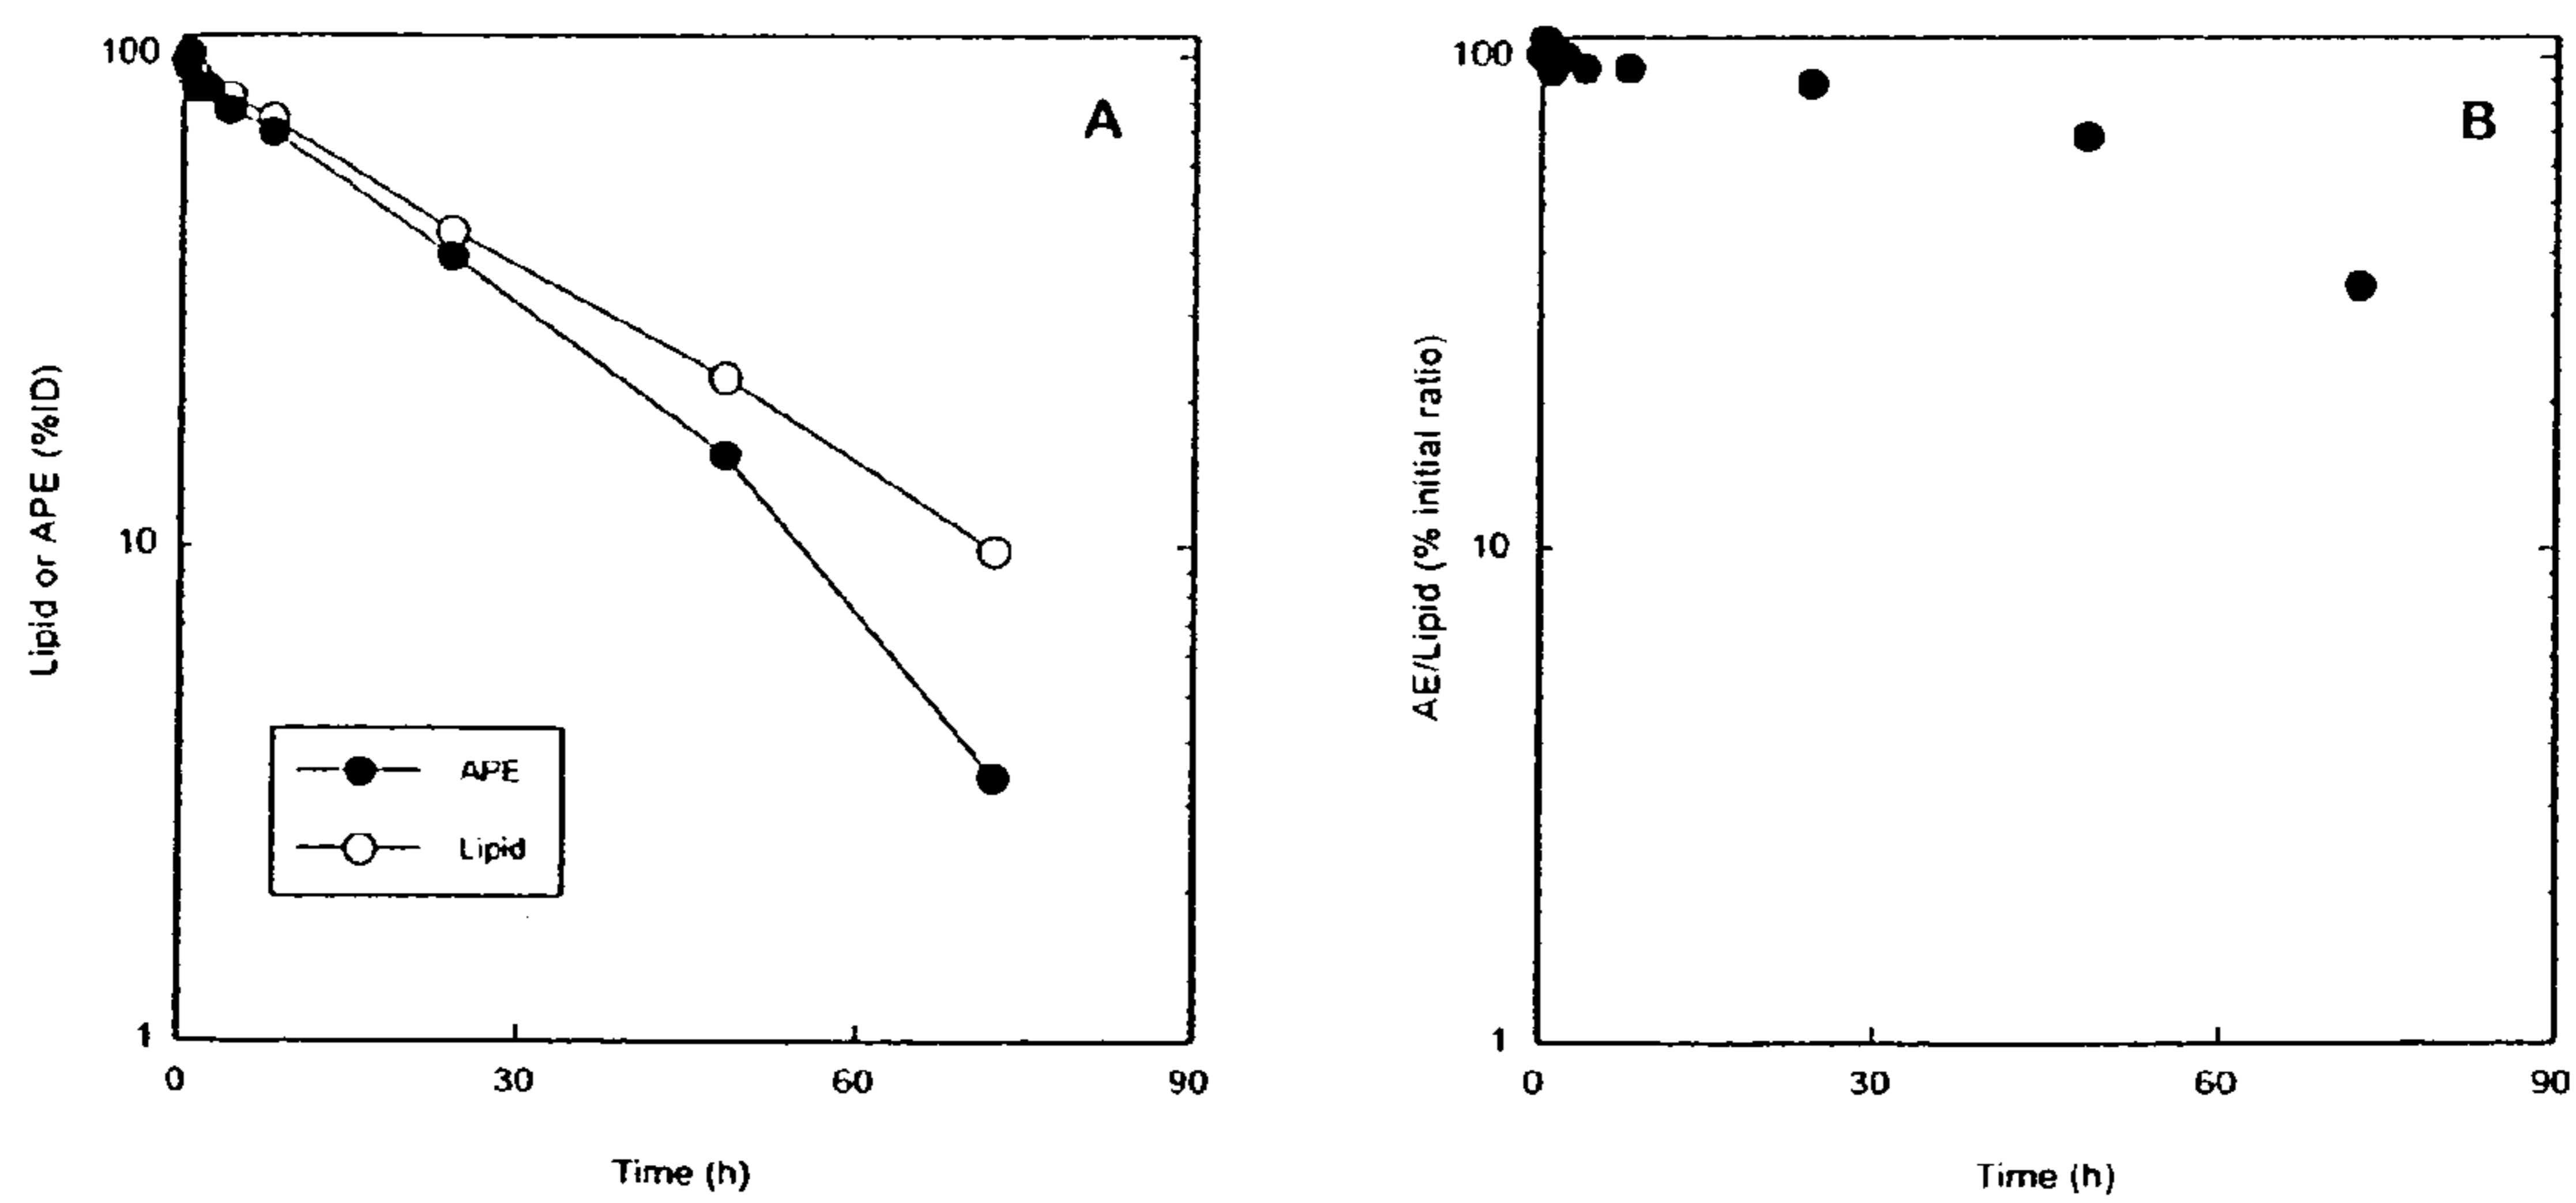 100
10
1
0
30
60
90
Lipid or APE (%ID)
Time (h)
A
APE
Lipid
100
10
1
0
30
60
90
AE/Lipid (% initial ratio)
Time (h)
B